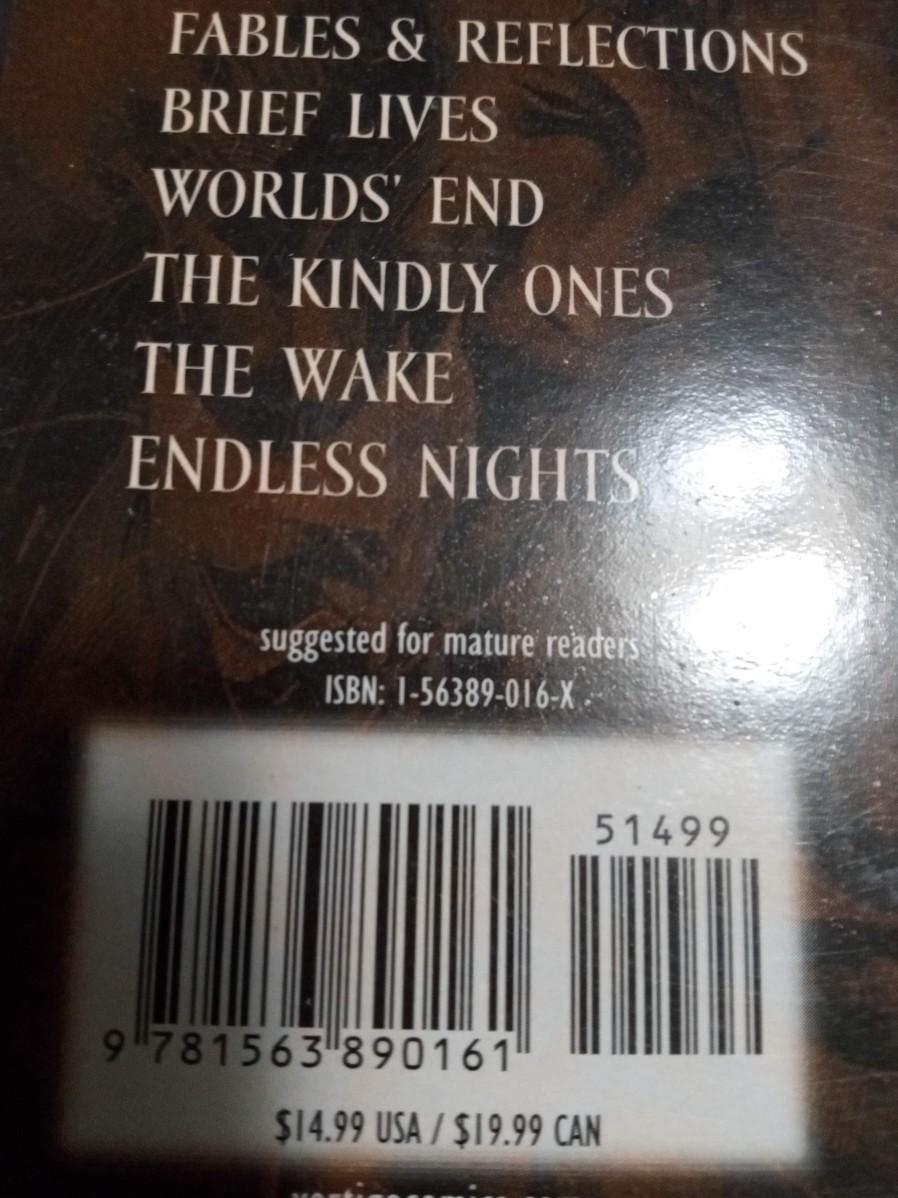 FABLES & REFLECTIONS
BRIEF LIVES
WORLDS' END
THE KINDLY ONES
THE WAKE
ENDLESS NIGHTS
suggested for mature readers
ISBN: 1-56389-016-X
51499
9 781563 890161
$14.99 USA / $19.99 CAN